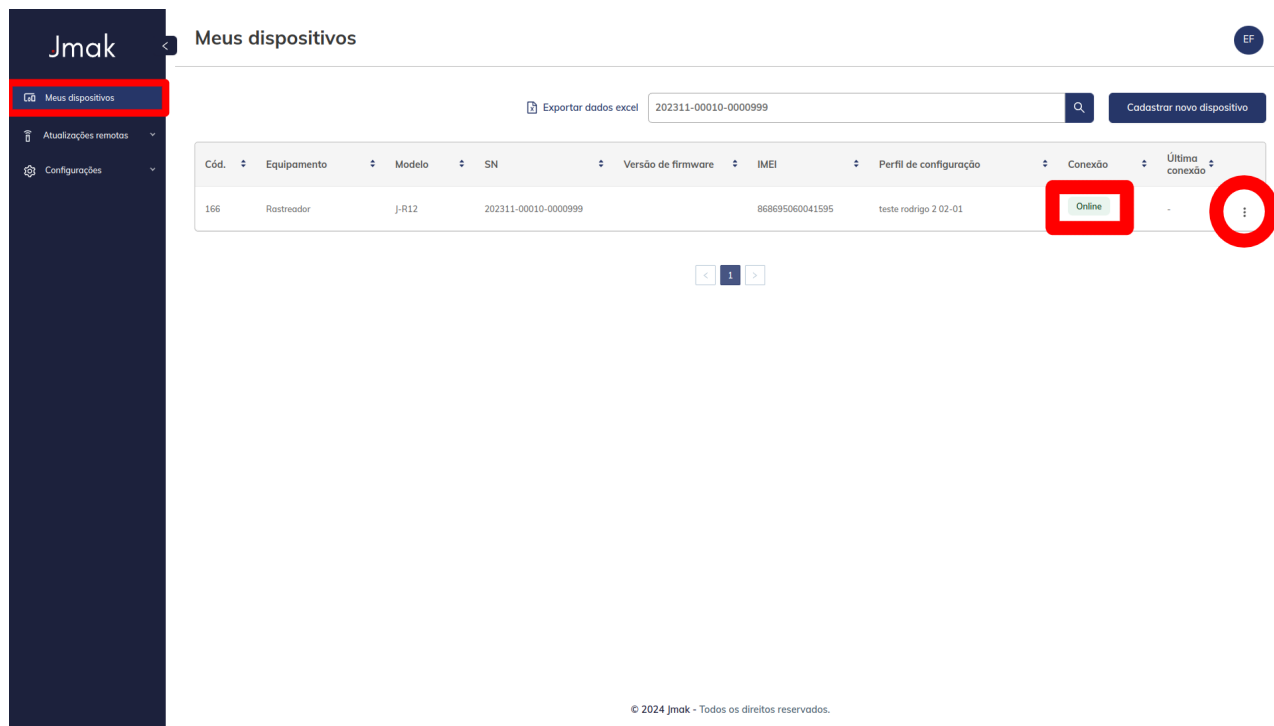 Jmak
Meus dispositivos
EF
Meus dispositivos
Atualizações remotas
Configurações
Exportar dados excel
202311-00010-0000999
Cadastrar novo dispositivo
Cód. Equipamento Modelo SN Versão de firmware IMEI Perfil de configuração Conexão Última conexão
166 Rastreador J-R12 202311-00010-0000999 868695060041595 teste rodrigo 2 02-01 Online -
< 1 >
© 2024 Jmak - Todos os direitos reservados.